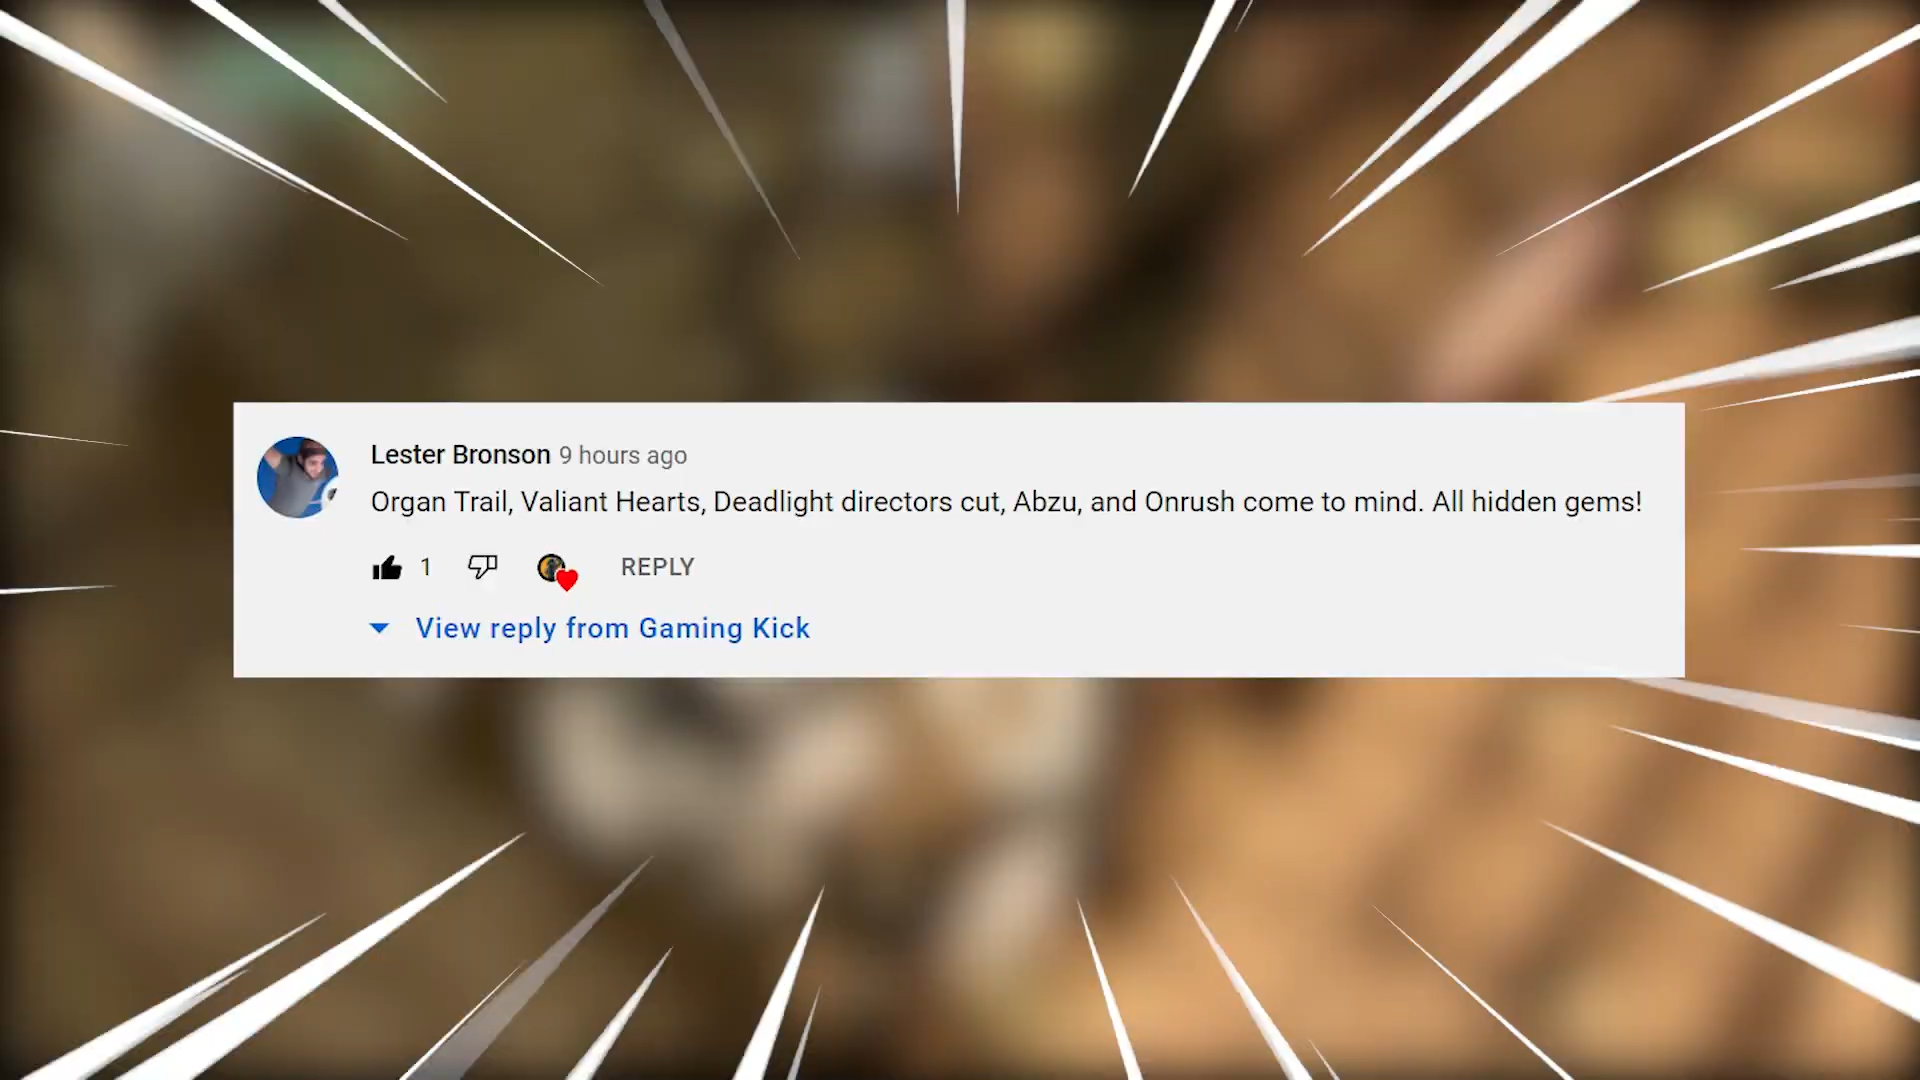 Lester Bronson 9 hours ago
Organ Trail, Valiant Hearts, Deadlight directors cut, Abzu, and Onrush come to mind. All hidden gems!
1 REPLY
View reply from Gaming Kick